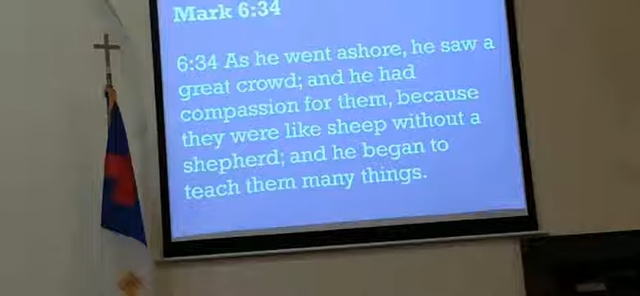 Mark 6:34
6:34 As he went ashore, he saw a
great crowd; and he had
compassion for them, because
they were like sheep without a
shepherd; and he began to
teach them many things.